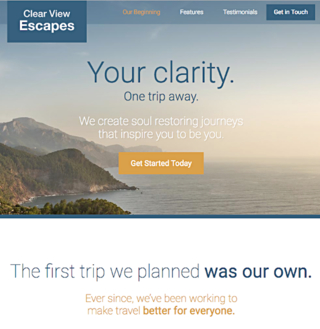 Clear View
Escapes
Our Beginning
Features
Testimonials
Get in Touch
Your clarity.
One trip away.
We create soul restoring journeys
that inspire you to be you.
Get Started Today
The first trip we planned was our own.
Ever since, we've been working to
make travel better for everyone.